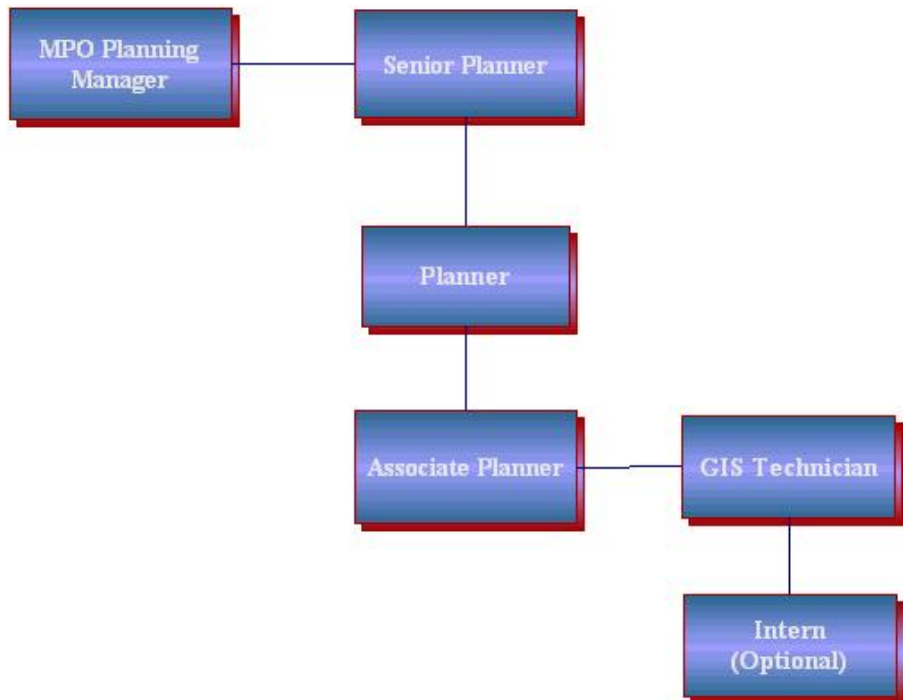 MPO Planning
Manager
Senior Planner
Planner
Associate Planner
GIS Technician
Intern
(Optional)